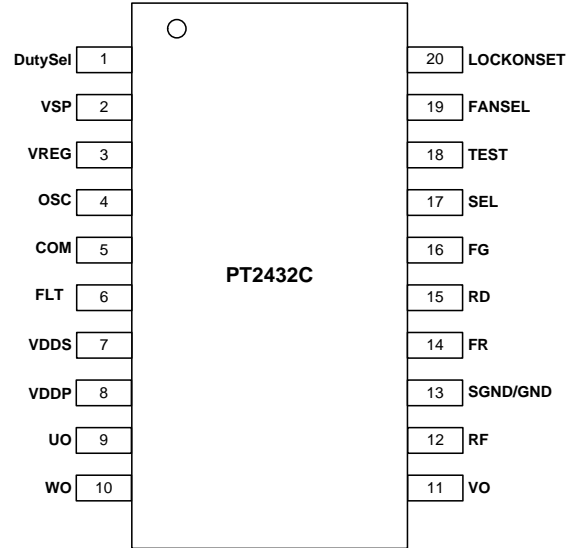 DutySel 1 20 LOCKONSET
VSP 2 19 FANSEL
VREG 3 18 TEST
OSC 4 17 SEL
COM 5 16 FG
PT2432C
FLT 6 15 RD
VDDS 7 14 FR
VDDP 8 13 SGND/GND
UO 9 12 RF
WO 10 11 VO